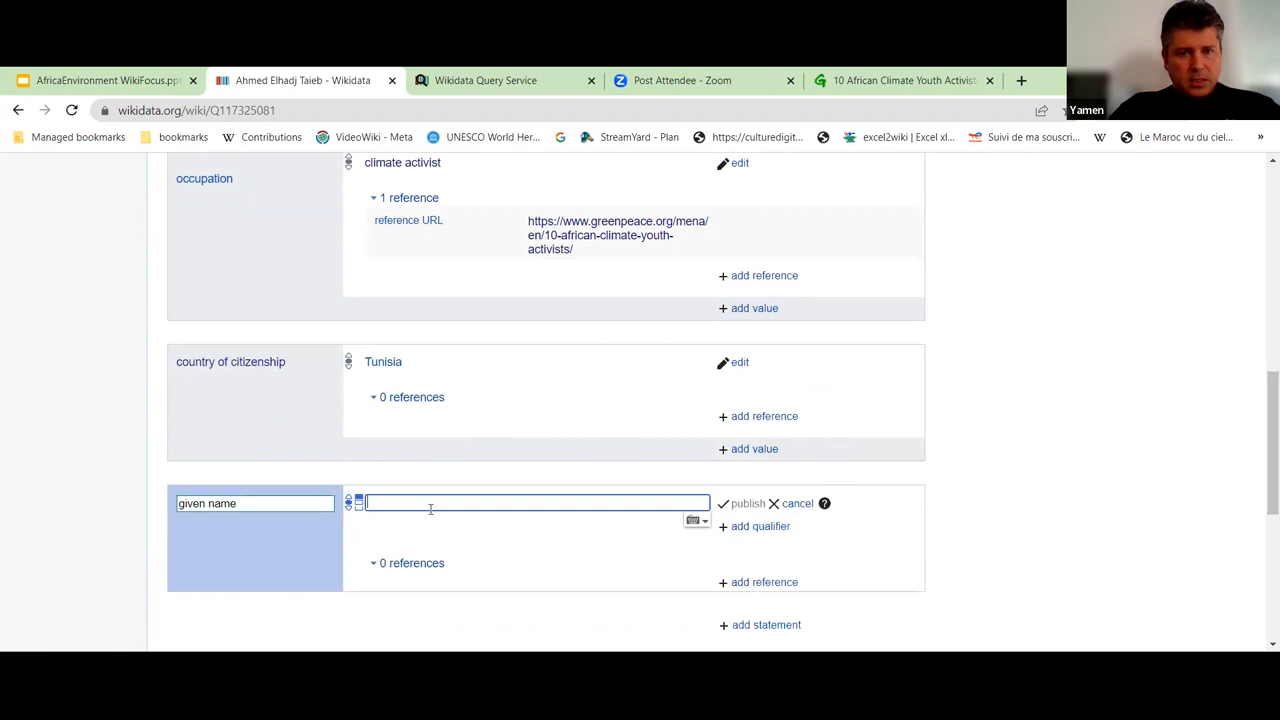 Yamen
AfricaEnvironment WikiFocus.ppt
Ahmed Elhadj Taieb - Wikidata
Wikidata Query Service
Post Attendee - Zoom
10 African Climate Youth Activist
wikidata.org/wiki/Q117325081
Managed bookmarks
bookmarks
Contributions
VideoWiki - Meta
UNESCO World Her...
StreamYard - Plan
https://culturedigit...
excel2wiki | Excel xl...
Suivi de ma souscri...
Le Maroc vu du ciel...
occupation
climate activist
edit
1 reference
reference URL
https://www.greenpeace.org/mena/
en/10-african-climate-youth-
activists/
+ add reference
+ add value
country of citizenship
Tunisia
edit
0 references
+ add reference
+ add value
given name
publish
cancel
+ add qualifier
0 references
+ add reference
+ add statement